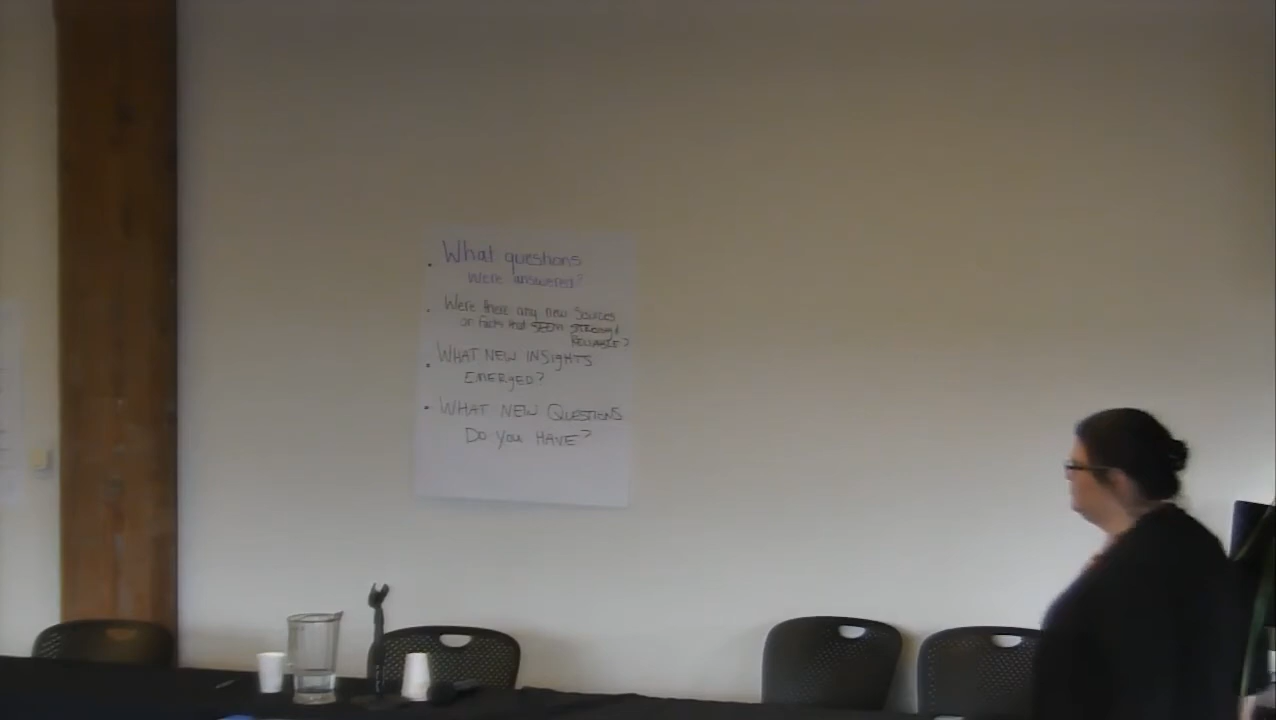 • What questions
were answered?
• Were there any new sources
or facts that SEEM STRONG &
RELIABLE?
• WHAT NEW INSIGHTS
EMERGED?
• WHAT NEW QUESTIONS
DO YOU HAVE?